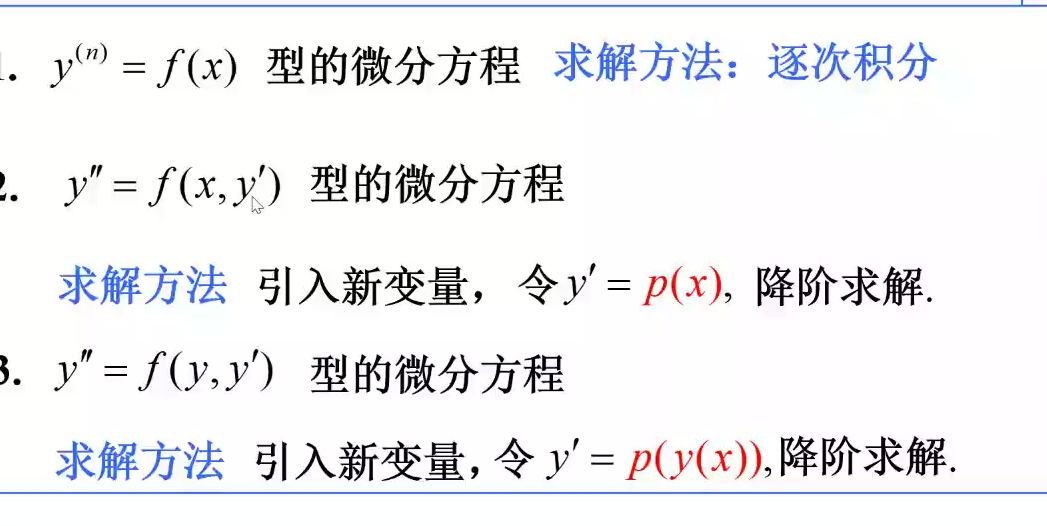 1. y⁽ⁿ⁾ = f(x) 型的微分方程 求解方法：逐次积分
2. y″ = f(x, y′) 型的微分方程
求解方法 引入新变量，令 y′ = p(x), 降阶求解.
3. y″ = f(y, y′) 型的微分方程
求解方法 引入新变量，令 y′ = p(y(x)), 降阶求解.